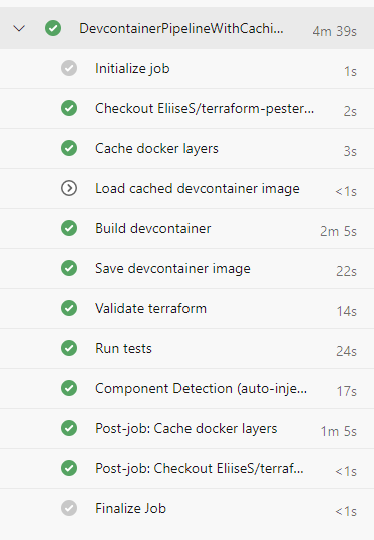 DevcontainerPipelineWithCachi... 4m 39s
Initialize job 1s
Checkout EliiseS/terraform-pester... 2s
Cache docker layers 3s
Load cached devcontainer image <1s
Build devcontainer 2m 5s
Save devcontainer image 22s
Validate terraform 14s
Run tests 24s
Component Detection (auto-inje... 17s
Post-job: Cache docker layers 1m 5s
Post-job: Checkout EliiseS/terraf... <1s
Finalize Job <1s